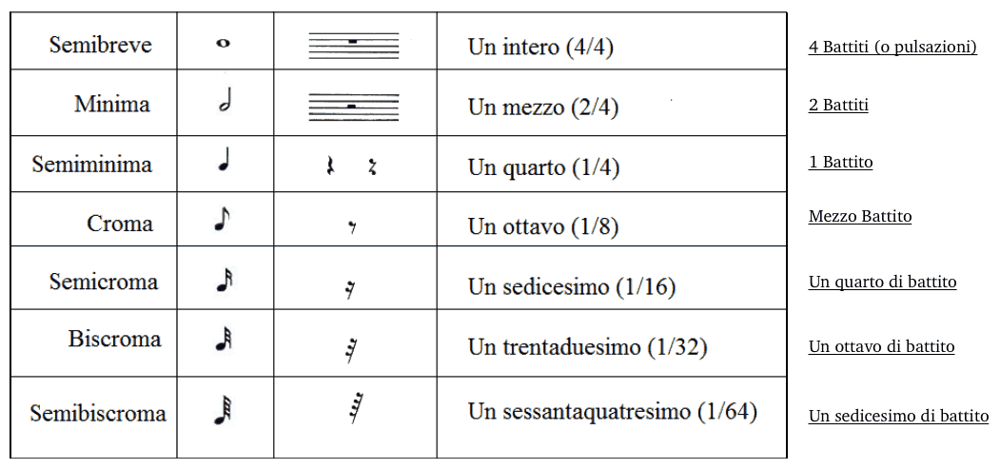 Semibreve Un intero (4/4) 4 Battiti (o pulsazioni)
Minima Un mezzo (2/4) 2 Battiti
Semiminima Un quarto (1/4) 1 Battito
Croma Un ottavo (1/8) Mezzo Battito
Semicroma Un sedicesimo (1/16) Un quarto di battito
Biscroma Un trentaduesimo (1/32) Un ottavo di battito
Semibiscroma Un sessantaquatresimo (1/64) Un sedicesimo di battito